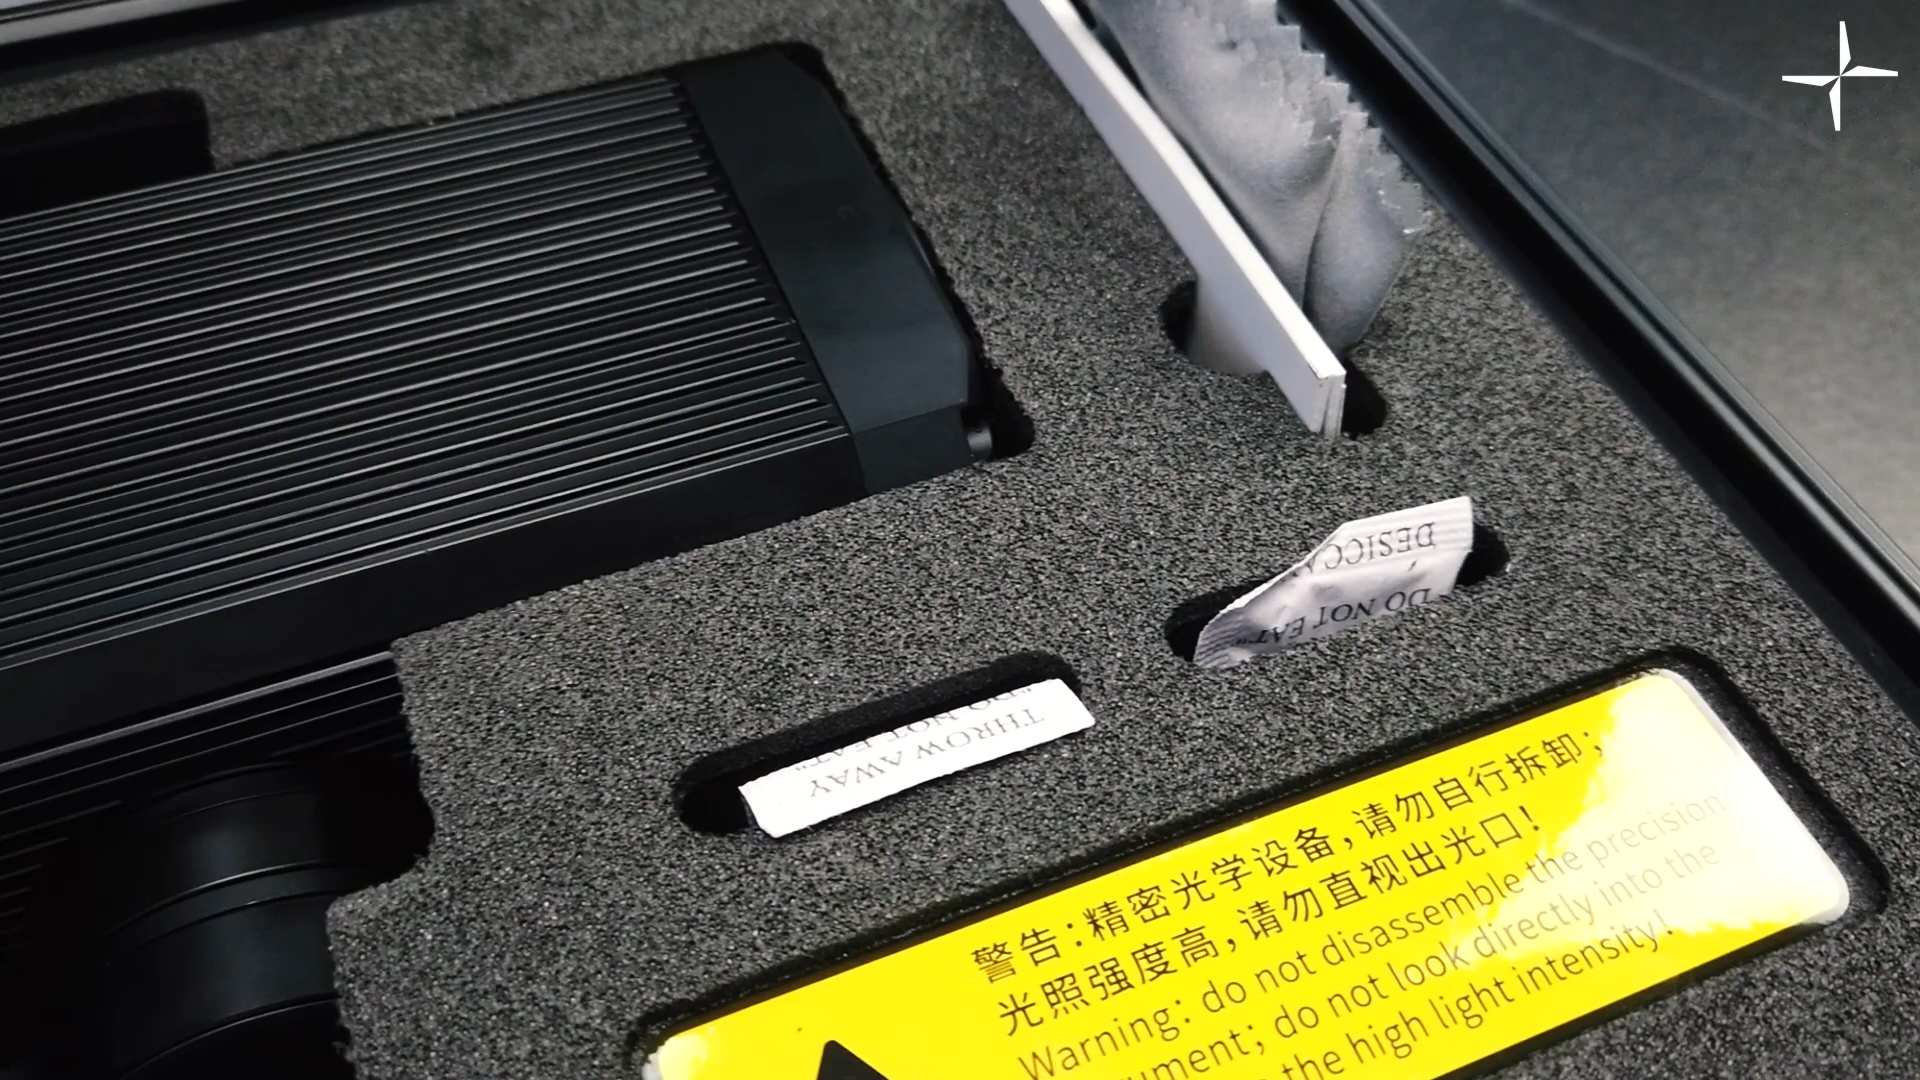 DESICCA
"DO NOT EAT"
THROW AWAY
"DO NOT EAT"
警告:精密光学设备,请勿自行拆卸;
光照强度高,请勿直视出光口!
Warning: do not disassemble the precision
ument; do not look directly into the
the high light intensity!